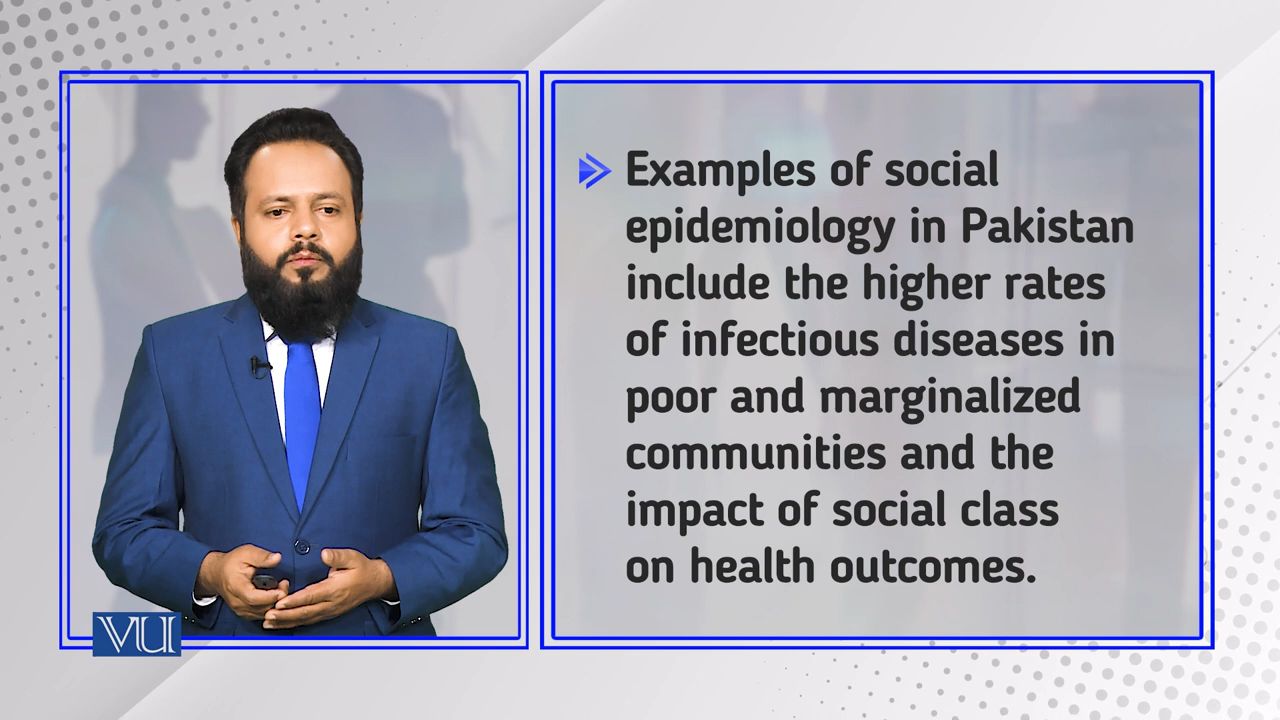 Examples of social
epidemiology in Pakistan
include the higher rates
of infectious diseases in
poor and marginalized
communities and the
impact of social class
on health outcomes.
VU